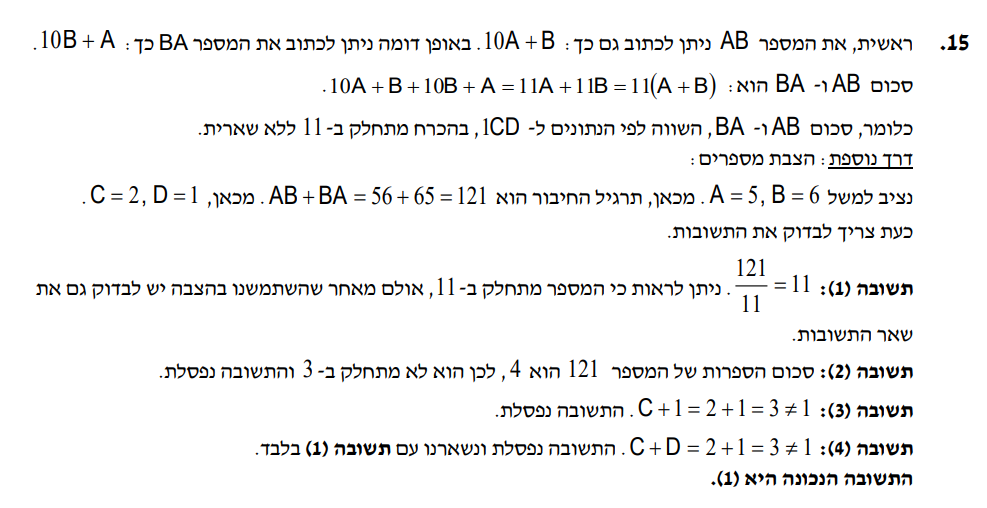 15. ראשית, את המספר AB ניתן לכתוב גם כך: 10A + B. באופן דומה ניתן לכתוב את המספר BA כך: 10B + A.
סכום AB ו- BA הוא: 10A + B + 10B + A = 11A + 11B = 11(A + B).
כלומר, סכום AB ו- BA, השווה לפי הנתונים ל- 1CD, בהכרח מתחלק ב- 11 ללא שארית.
דרך נוספת: הצבת מספרים:
נציב למשל A = 5, B = 6. מכאן, תרגיל החיבור הוא AB + BA = 56 + 65 = 121. מכאן, C = 2, D = 1.
כעת צריך לבדוק את התשובות.
תשובה (1): 121/11 = 11. ניתן לראות כי המספר מתחלק ב- 11, אולם מאחר שהשתמשנו בהצבה יש לבדוק גם את
שאר התשובות.
תשובה (2): סכום הספרות של המספר 121 הוא 4, לכן הוא לא מתחלק ב- 3 והתשובה נפסלת.
תשובה (3): C + 1 = 2 + 1 = 3 ≠ 1. התשובה נפסלת.
תשובה (4): C + D = 2 + 1 = 3 ≠ 1. התשובה נפסלת ונשארנו עם תשובה (1) בלבד.
התשובה הנכונה היא (1).